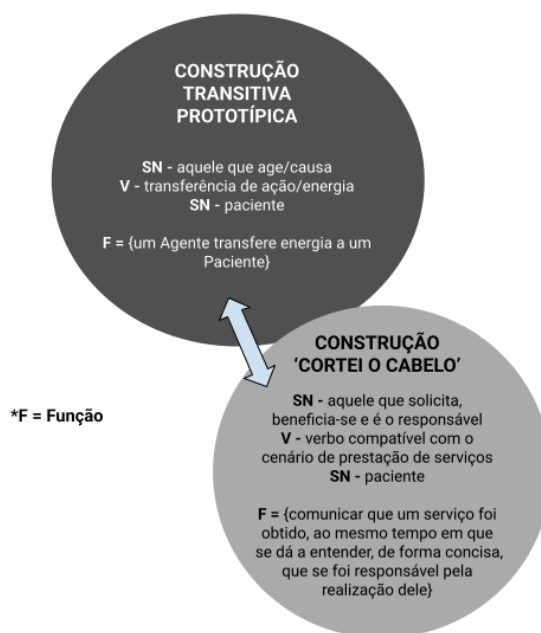 CONSTRUÇÃO
TRANSITIVA
PROTOTÍPICA
SN - aquele que age/causa
V - transferência de ação/energia
SN - paciente
F = {um Agente transfere energia a um
Paciente}
CONSTRUÇÃO
'CORTEI O CABELO'
SN - aquele que solicita,
beneficia-se e é o responsável
V - verbo compatível com o
cenário de prestação de serviços
SN - paciente
F = {comunicar que um serviço foi
obtido, ao mesmo tempo em que
se dá a entender, de forma concisa,
que se foi responsável pela
realização dele}
*F = Função